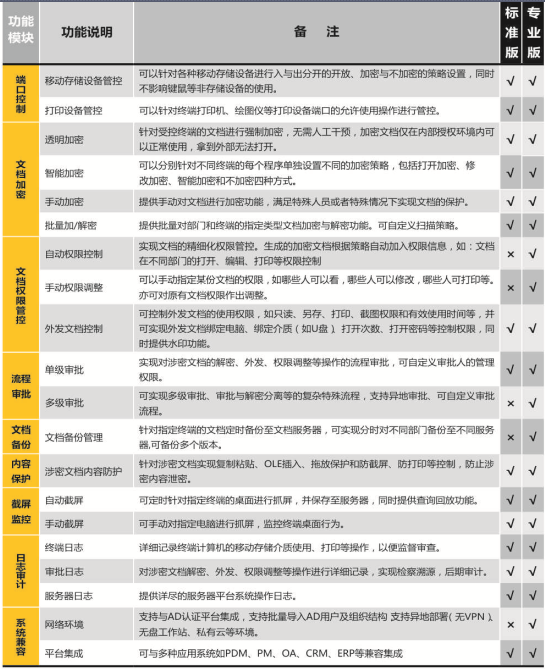 功能模块 功能说明 备 注 标准版 专业版
端口控制
移动存储设备管控 可以针对各种移动存储设备进行入与出分开的开放、加密与不加密的策略设置，同时
不影响键鼠等非存储设备的使用。 √ √
打印设备管控 可以针对终端打印机、绘图仪等打印设备端口的允许使用操作进行管控。 √ √
文档加密
透明加密 针对受控终端的文档进行强制加密，无需人工干预，加密文档仅在内部授权环境内可
以正常使用，拿到外部无法打开。 √ √
智能加密 可以分别针对不同终端的每个程序单独设置不同的加密策略，包括打开加密、修
改加密、智能加密和不加密四种方式。 √ √
手动加密 提供手动对文档进行加密功能，满足特殊人员或者特殊情况下实现文档的保护。 √ √
批量加/解密 提供批量对部门和终端的指定类型文档加密与解密功能。可自定义扫描策略。 √ √
文档权限管控
自动权限控制 实现文档的精细化权限管控。生成的加密文档根据策略自动加入权限信息，如：文档
在不同部门的打开、编辑、打印等权限控制 × √
手动权限调整 可以手动指定某份文档的权限，如哪些人可以看，哪些人可以修改，哪些人可打印等。
亦可对原有文档权限作出调整。 × √
外发文档控制 可控制外发文档的使用权限，如只读、另存、打印、截图权限和有效使用时间等，并
可实现外发文档绑定电脑、绑定介质（如U盘）、打开次数、打开密码等控制权限，同
时提供水印功能。 √ √
流程审批
单级审批 实现对涉密文档的解密、外发、权限调整等操作的流程审批，可自定义审批人的管理
权限。 √ √
多级审批 可实现多级审批、审批与解密分离等的复杂特殊流程，支持异地审批、可自定义审批
流程。 × √
文档备份
文档备份管理 针对指定终端的文档定时备份至文档服务器，可实现分时对不同部门备份至不同服务
器,可备份多个版本。 × √
内容保护
涉密文档内容防护 针对涉密文档实现复制粘贴、OLE插入、拖放保护和防截屏、防打印等控制，防止涉
密内容泄密。 √ √
截屏监控
自动截屏 可定时针对指定终端的桌面进行抓屏，并保存至服务器，同时提供查询回放功能。 √ √
手动截屏 可手动对指定电脑进行抓屏，监控终端桌面行为。 √ √
日志审计
终端日志 详细记录终端计算机的移动存储介质使用、打印等操作，以便监督审查。 √ √
审批日志 对涉密文档解密、外发、权限调整等操作进行详细记录，实现检察溯源，后期审计。 √ √
服务器日志 提供详尽的服务器平台系统操作日志。 √ √
系统兼容
网络环境 支持与AD认证平台集成，支持批量导入AD用户及组织结构 支持异地部署（无VPN）、
无盘工作站、私有云等环境。 × √
平台集成 可与多种应用系统如PDM、PM、OA、CRM、ERP等兼容集成 √ √